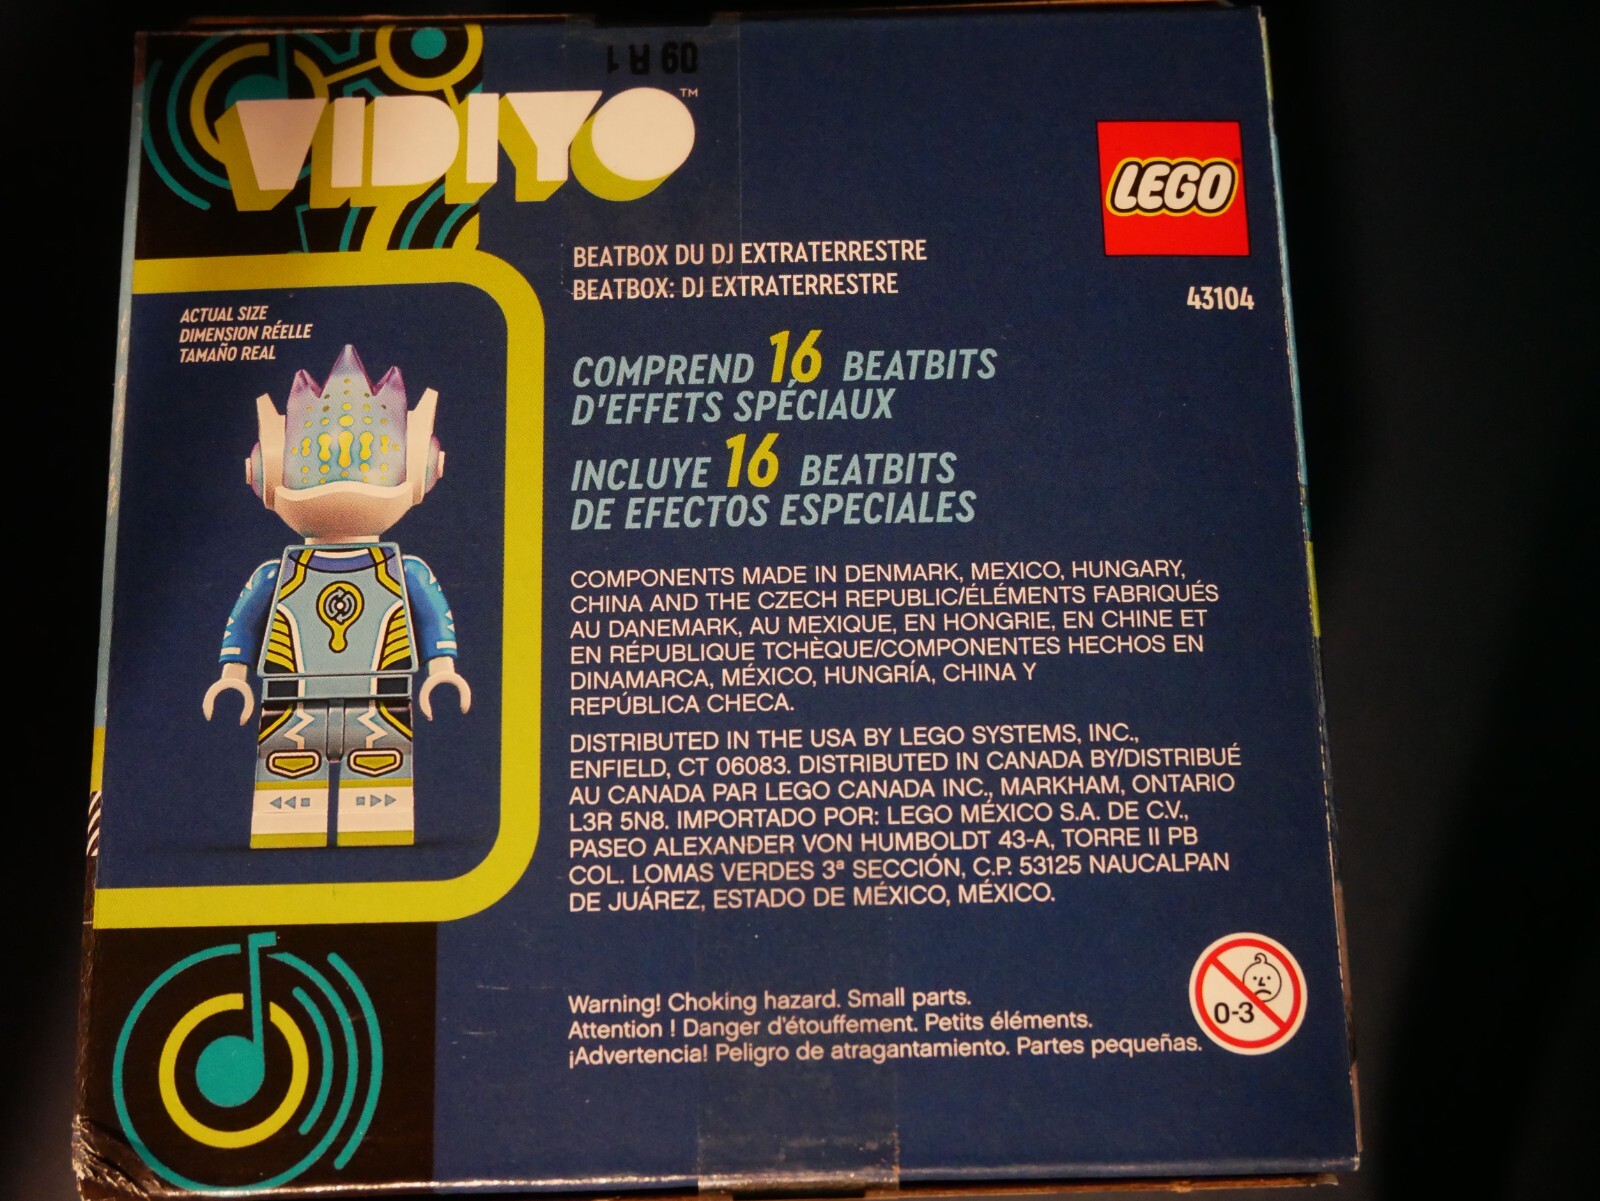 09 R 1
VIDIYO™
LEGO®
BEATBOX DU DJ EXTRATERRESTRE
BEATBOX: DJ EXTRATERRESTRE
43104
ACTUAL SIZE
DIMENSION RÉELLE
TAMAÑO REAL
COMPREND 16 BEATBITS
D'EFFETS SPÉCIAUX
INCLUYE 16 BEATBITS
DE EFECTOS ESPECIALES
COMPONENTS MADE IN DENMARK, MEXICO, HUNGARY,
CHINA AND THE CZECH REPUBLIC/ÉLÉMENTS FABRIQUÉS
AU DANEMARK, AU MEXIQUE, EN HONGRIE, EN CHINE ET
EN RÉPUBLIQUE TCHÈQUE/COMPONENTES HECHOS EN
DINAMARCA, MÉXICO, HUNGRÍA, CHINA Y
REPÚBLICA CHECA.
DISTRIBUTED IN THE USA BY LEGO SYSTEMS, INC.,
ENFIELD, CT 06083. DISTRIBUTED IN CANADA BY/DISTRIBUÉ
AU CANADA PAR LEGO CANADA INC., MARKHAM, ONTARIO
L3R 5N8. IMPORTADO POR: LEGO MÉXICO S.A. DE C.V.,
PASEO ALEXANDER VON HUMBOLDT 43-A, TORRE II PB
COL. LOMAS VERDES 3ª SECCIÓN, C.P. 53125 NAUCALPAN
DE JUÁREZ, ESTADO DE MÉXICO, MÉXICO.
Warning! Choking hazard. Small parts.
Attention ! Danger d'étouffement. Petits éléments.
¡Advertencia! Peligro de atragantamiento. Partes pequeñas.
0-3